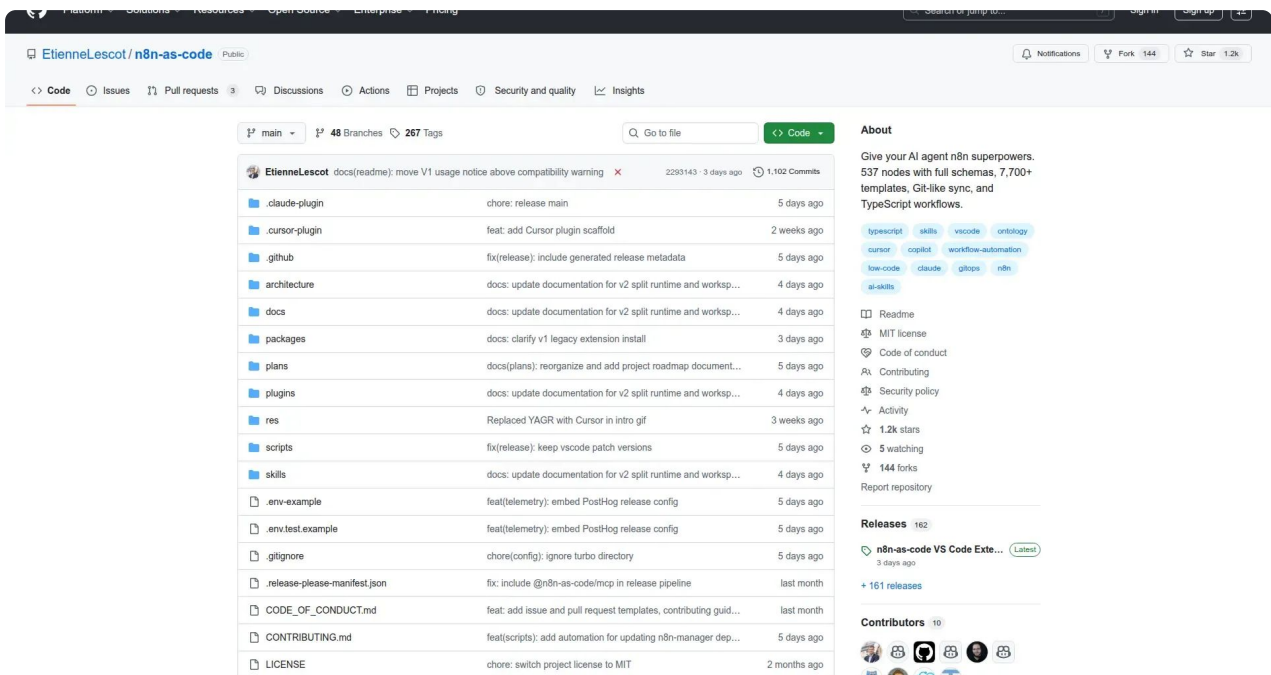 Platform Solutions Resources Open Source Enterprise Pricing Search or jump to... Sign in Sign up
EtienneLescot / n8n-as-code Public
Notifications Fork 144 Star 1.2k
Code Issues Pull requests 3 Discussions Actions Projects Security and quality Insights
main 48 Branches 267 Tags Go to file Code
EtienneLescot docs(readme): move V1 usage notice above compatibility warning 2293143 · 3 days ago 1,102 Commits
.claude-plugin chore: release main 5 days ago
.cursor-plugin feat: add Cursor plugin scaffold 2 weeks ago
.github fix(release): include generated release metadata 5 days ago
architecture docs: update documentation for v2 split runtime and worksp... 4 days ago
docs docs: update documentation for v2 split runtime and worksp... 4 days ago
packages docs: clarify v1 legacy extension install 3 days ago
plans docs(plans): reorganize and add project roadmap document... 5 days ago
plugins docs: update documentation for v2 split runtime and worksp... 4 days ago
res Replaced YAGR with Cursor in intro gif 3 weeks ago
scripts fix(release): keep vscode patch versions 5 days ago
skills docs: update documentation for v2 split runtime and worksp... 4 days ago
.env-example feat(telemetry): embed PostHog release config 5 days ago
.env.test.example feat(telemetry): embed PostHog release config 5 days ago
.gitignore chore(config): ignore turbo directory 5 days ago
.release-please-manifest.json fix: include @n8n-as-code/mcp in release pipeline last month
CODE_OF_CONDUCT.md feat: add issue and pull request templates, contributing guid... last month
CONTRIBUTING.md feat(scripts): add automation for updating n8n-manager dep... 5 days ago
LICENSE chore: switch project license to MIT 2 months ago
About
Give your AI agent n8n superpowers.
537 nodes with full schemas, 7,700+
templates, Git-like sync, and
TypeScript workflows.
typescript skills vscode ontology
cursor copilot workflow-automation
low-code claude gitops n8n
ai-skills
Readme
MIT license
Code of conduct
Contributing
Security policy
Activity
1.2k stars
5 watching
144 forks
Report repository
Releases 162
n8n-as-code VS Code Exte... Latest
3 days ago
+ 161 releases
Contributors 10